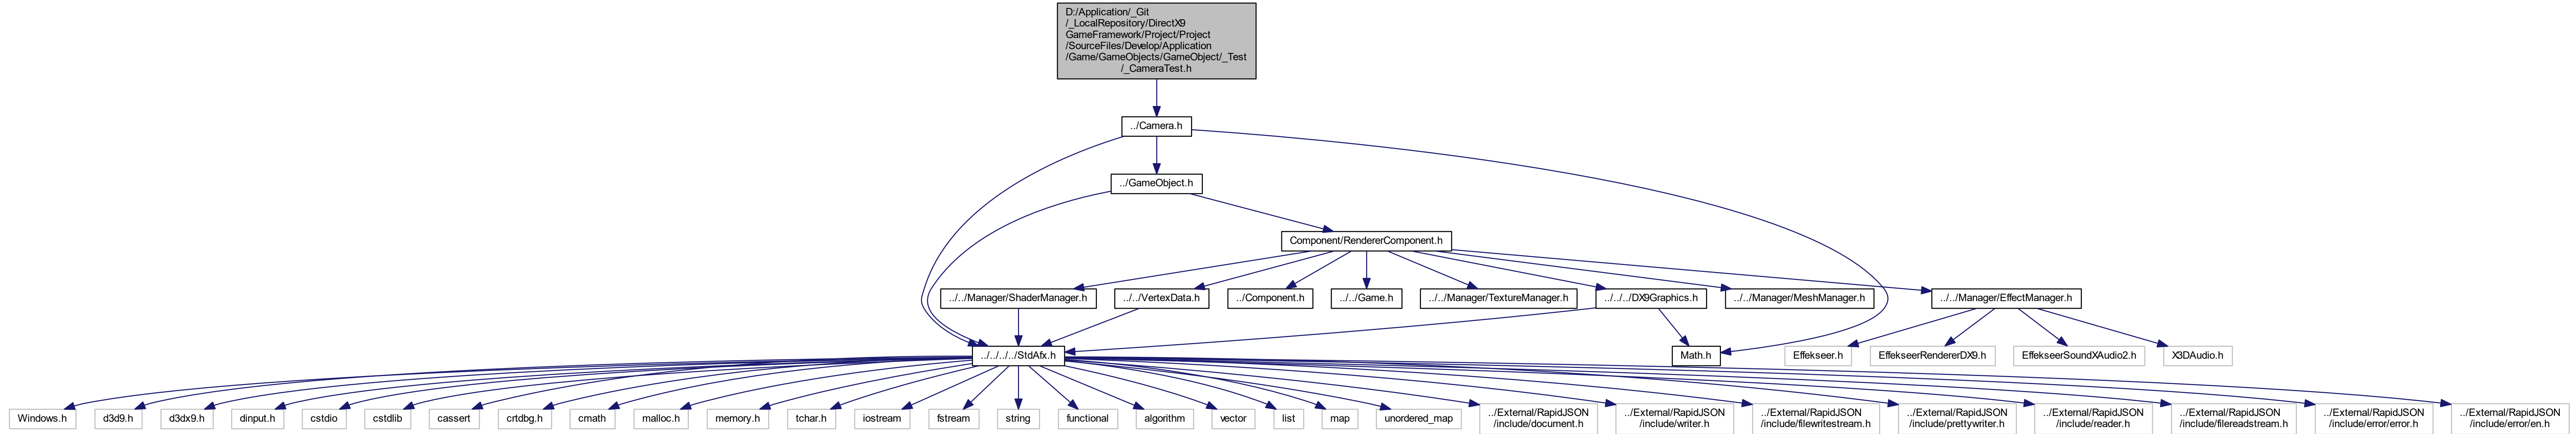 D:/Application/_Git
/_LocalRepository/DirectX9
GameFramework/Project/Project
/SourceFiles/Develop/Application
/Game/GameObjects/GameObject/_Test
/_CameraTest.h
../Camera.h
../GameObject.h
Component/RendererComponent.h
../../Manager/ShaderManager.h
../../VertexData.h
../Component.h
../../Game.h
../../Manager/TextureManager.h
../../../DX9Graphics.h
../../Manager/MeshManager.h
../../Manager/EffectManager.h
../../../../StdAfx.h
Math.h
Effekseer.h
EffekseerRendererDX9.h
EffekseerSoundXAudio2.h
X3DAudio.h
Windows.h
d3d9.h
d3dx9.h
dinput.h
cstdio
cstdlib
cassert
crtdbg.h
cmath
malloc.h
memory.h
tchar.h
iostream
fstream
string
functional
algorithm
vector
list
map
unordered_map
../External/RapidJSON
/include/document.h
../External/RapidJSON
/include/writer.h
../External/RapidJSON
/include/filewritestream.h
../External/RapidJSON
/include/prettywriter.h
../External/RapidJSON
/include/reader.h
../External/RapidJSON
/include/filereadstream.h
../External/RapidJSON
/include/error/error.h
../External/RapidJSON
/include/error/en.h